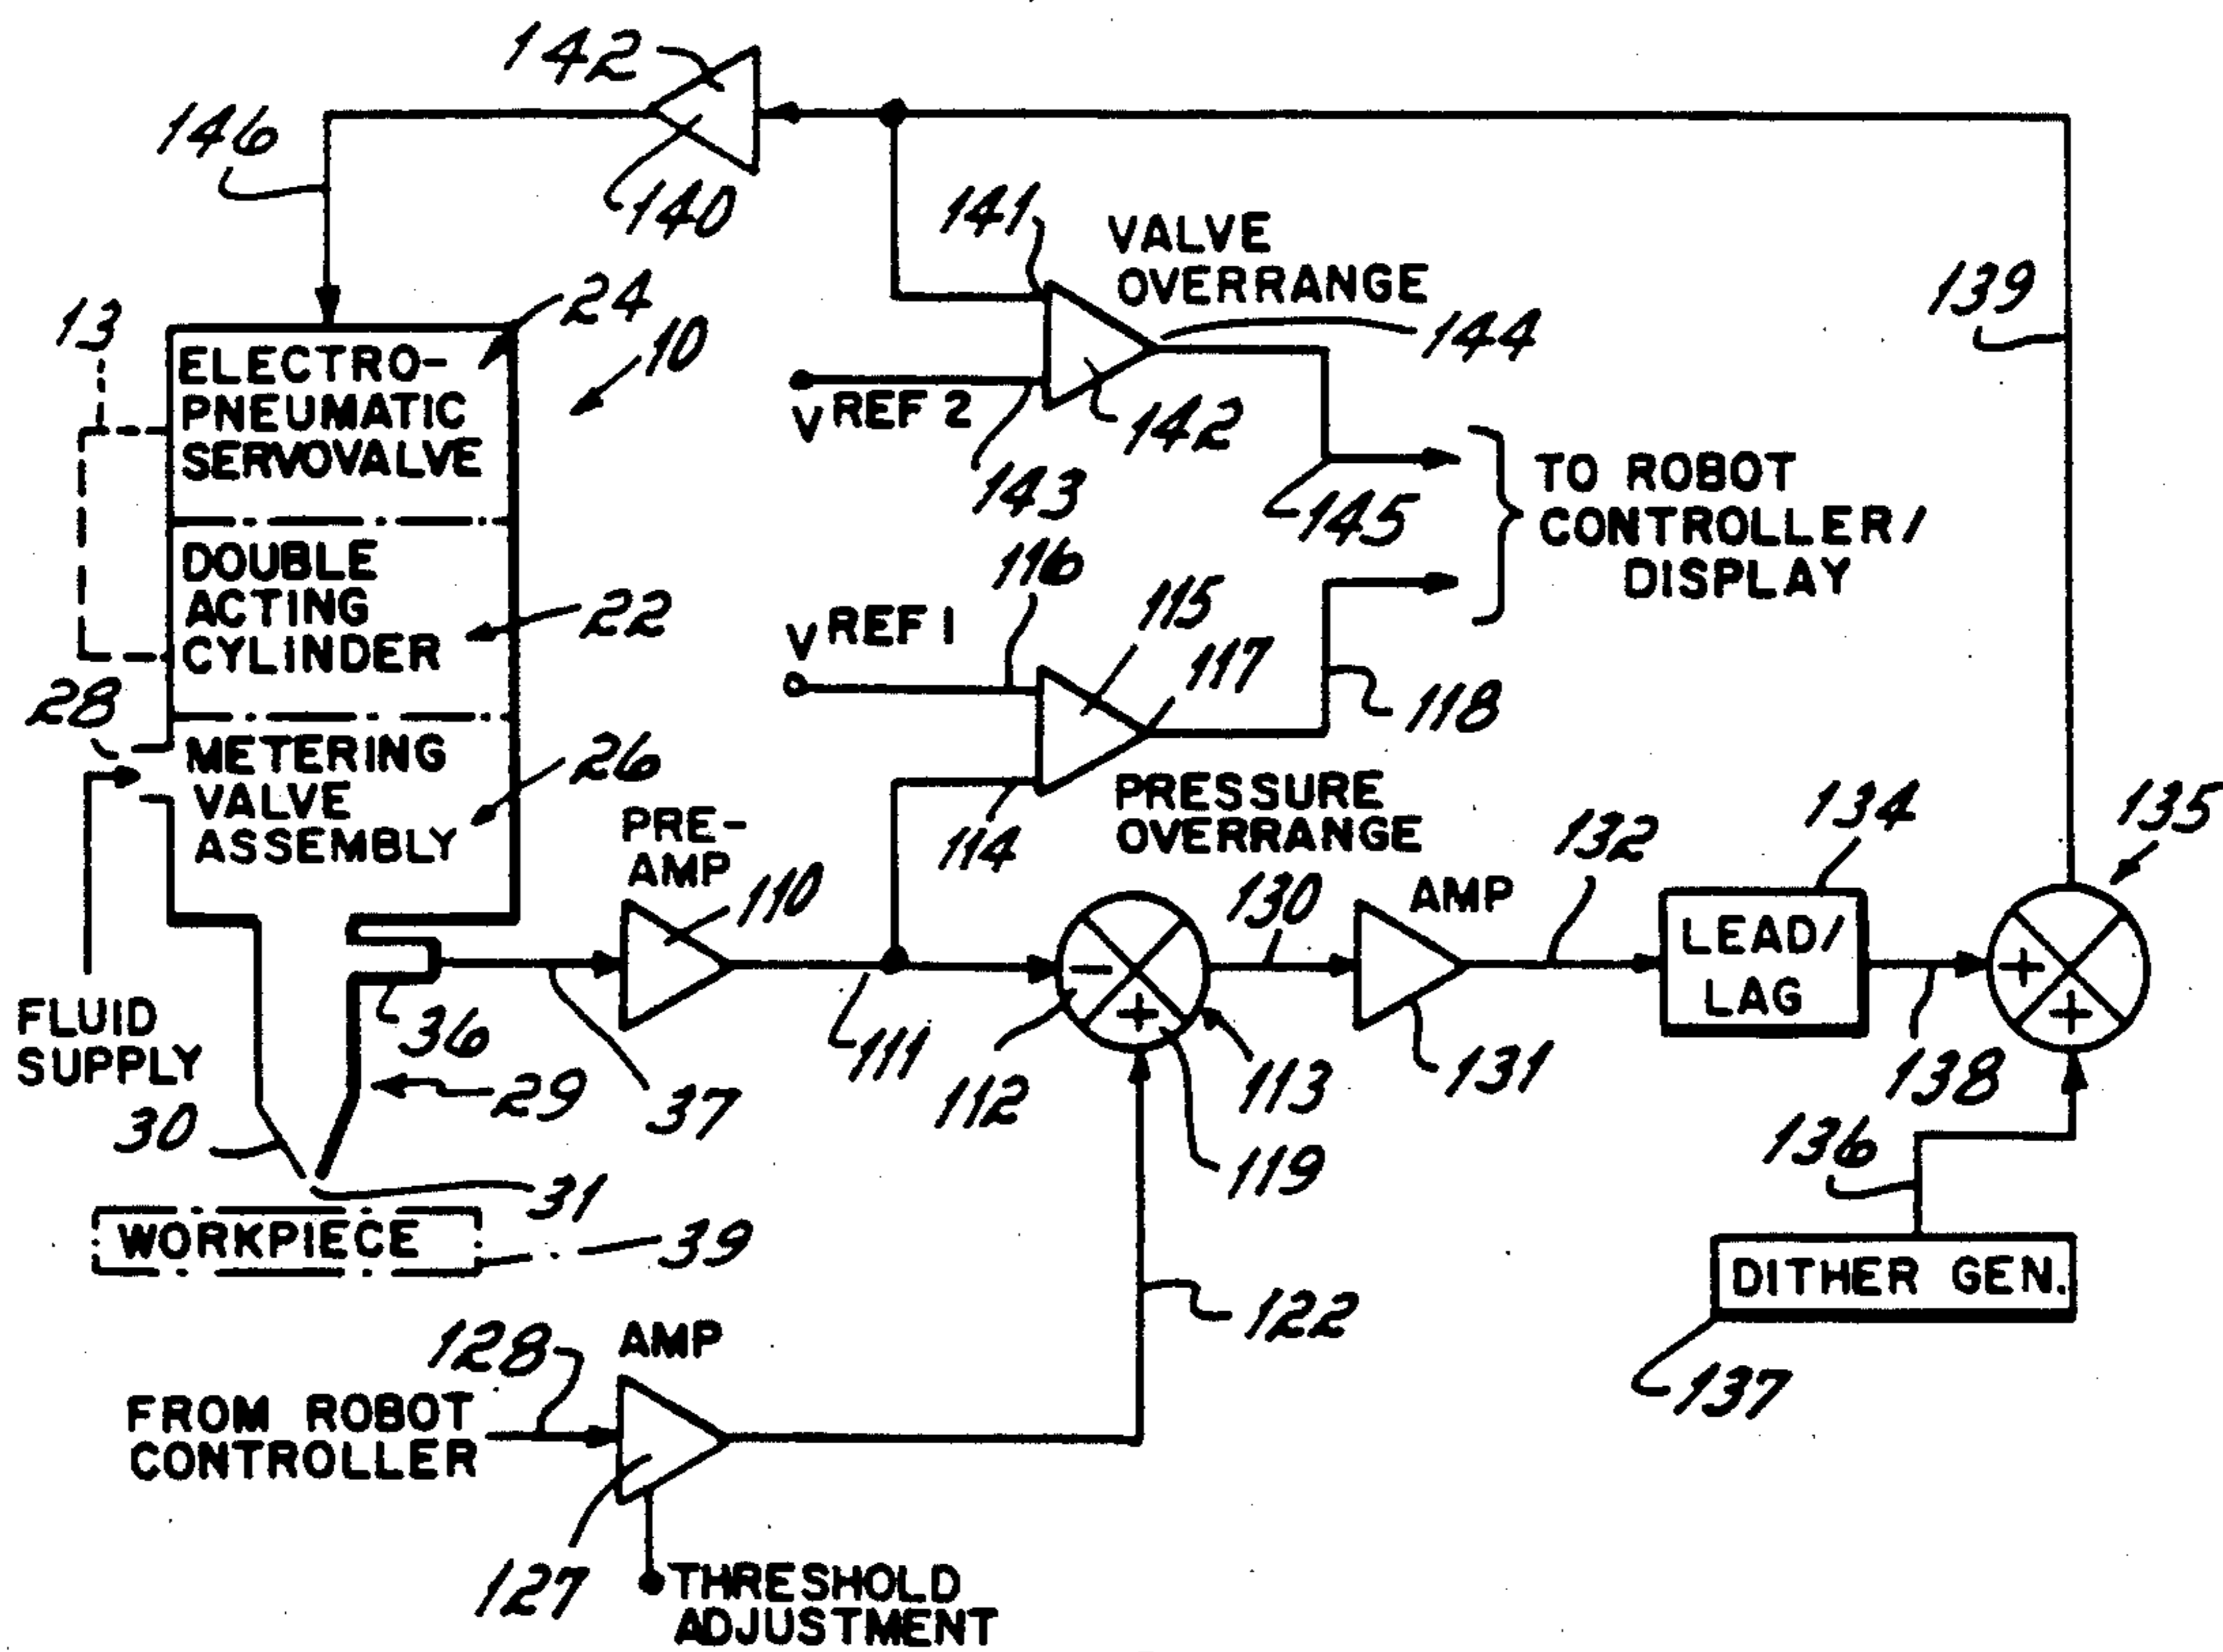 142
146
140
141
VALVE
OVERRANGE
139
13
24
10
144
ELECTRO-
PNEUMATIC
SERVOVALVE
V REF 2
142
143
145
TO ROBOT
CONTROLLER/
DISPLAY
DOUBLE
ACTING
CYLINDER
22
116
115
V REF 1
117
118
28
METERING
VALVE
ASSEMBLY
26
PRE-
AMP
110
114
PRESSURE
OVERRANGE
132
134
135
130
AMP
LEAD/
LAG
−
+
+
+
FLUID
SUPPLY
36
29
37
111
112
113
119
131
138
136
30
31
WORKPIECE
39
DITHER GEN.
137
122
128
AMP
FROM ROBOT
CONTROLLER
127
THRESHOLD
ADJUSTMENT